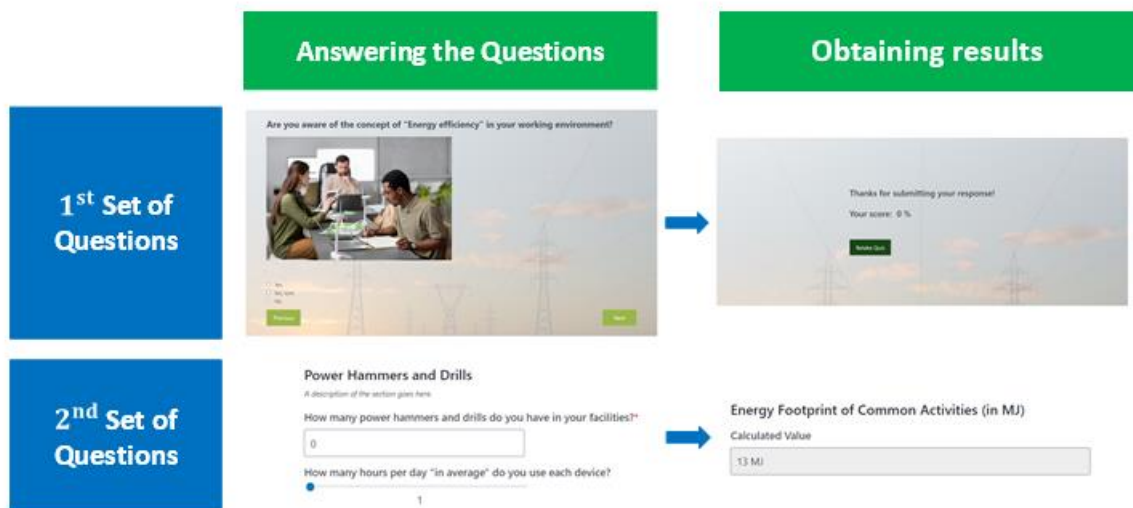 Answering the Questions
Obtaining results
1st Set of
Questions
Are you aware of the concept of "Energy efficiency" in your working environment?
Yes
No
Previous
Next
Thanks for submitting your response!
Your score: 0 %
Retake Quiz
2nd Set of
Questions
Power Hammers and Drills
A description of the section goes here
How many power hammers and drills do you have in your facilities?*
0
How many hours per day "in average" do you use each device?
1
Energy Footprint of Common Activities (in MJ)
Calculated Value
13 MJ